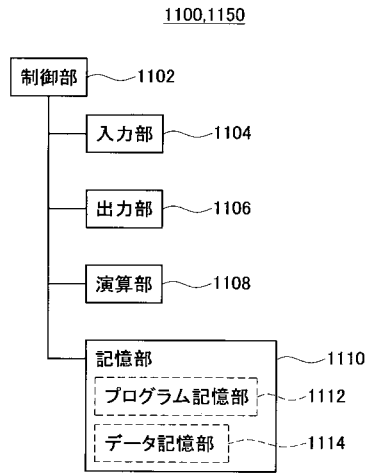 1100,1150
制御部 1102
入力部 1104
出力部 1106
演算部 1108
記憶部 1110
プログラム記憶部 1112
データ記憶部 1114